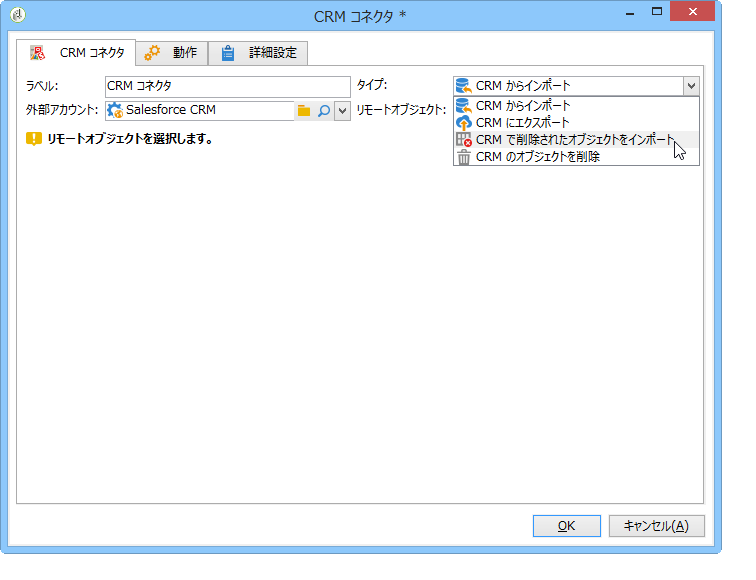 CRM コネクタ *
CRM コネクタ 動作 詳細設定
ラベル: CRM コネクタ タイプ: CRM からインポート
外部アカウント: Salesforce CRM リモートオブジェクト: CRM からインポート
CRM にエクスポート
リモートオブジェクトを選択します。 CRM で削除されたオブジェクトをインポート
CRM のオブジェクトを削除
OK キャンセル(A)